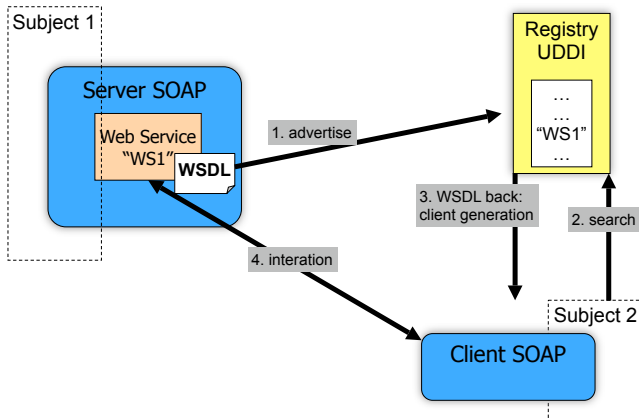 Subject 1
Server SOAP
Web Service
“WS1”
WSDL
1. advertise
Registry
UDDI
…
…
“WS1”
…
3. WSDL back:
client generation
2. search
4. interation
Subject 2
Client SOAP